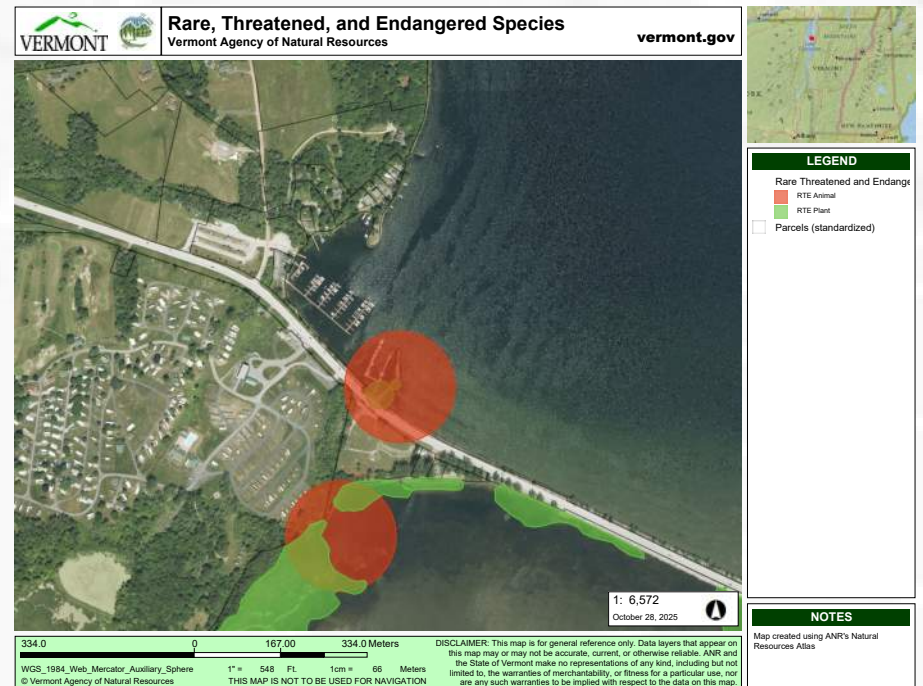 VERMONT
Rare, Threatened, and Endangered Species
Vermont Agency of Natural Resources
vermont.gov
VERMONT
Albany
LEGEND
Rare Threatened and Endange
RTE Animal
RTE Plant
Parcels (standardized)
1: 6,572
October 28, 2025
NOTES
Map created using ANR's Natural
Resources Atlas
334.0 0 167.00 334.0 Meters
WGS_1984_Web_Mercator_Auxiliary_Sphere
© Vermont Agency of Natural Resources
1" = 548 Ft. 1cm = 66 Meters
THIS MAP IS NOT TO BE USED FOR NAVIGATION
DISCLAIMER: This map is for general reference only. Data layers that appear on
this map may or may not be accurate, current, or otherwise reliable. ANR and
the State of Vermont make no representations of any kind, including but not
limited to, the warranties of merchantability, or fitness for a particular use, nor
are any such warranties to be implied with respect to the data on this map.